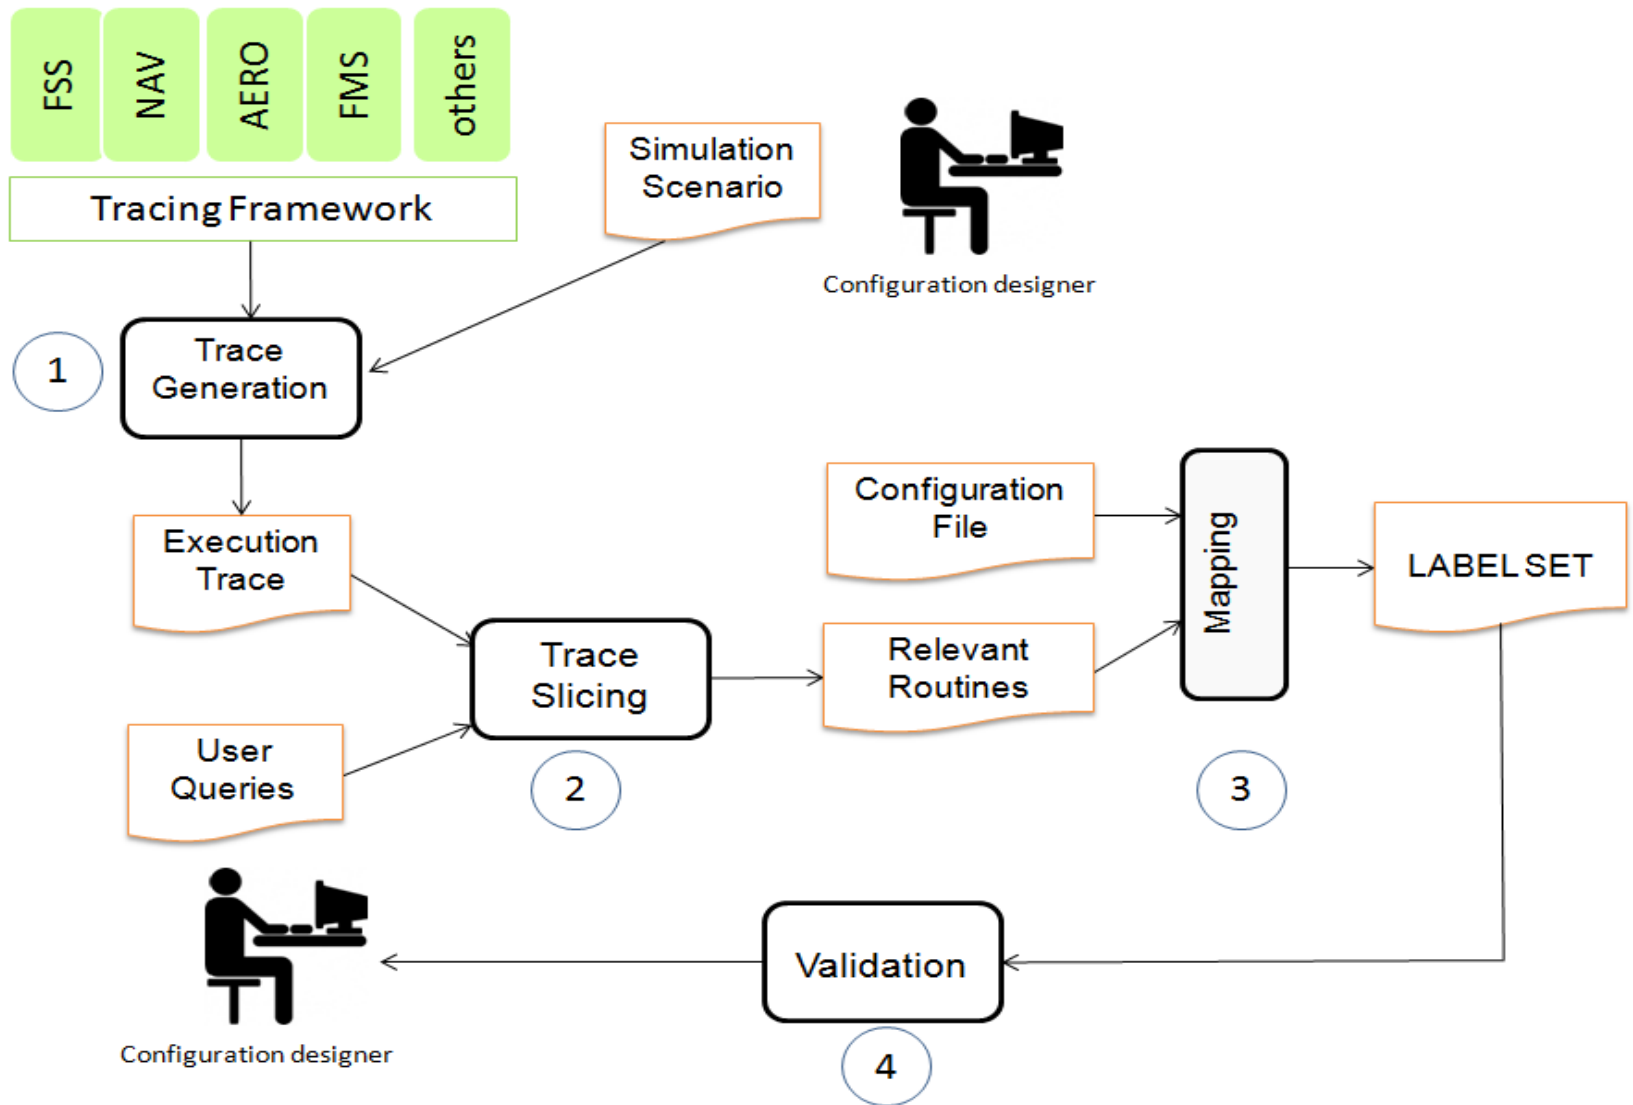 FSS
NAV
AERO
FMS
others
Tracing Framework
Simulation
Scenario
Configuration designer
1
Trace
Generation
Execution
Trace
User
Queries
Trace
Slicing
2
Configuration
File
Relevant
Routines
Mapping
3
LABEL SET
Validation
4
Configuration designer